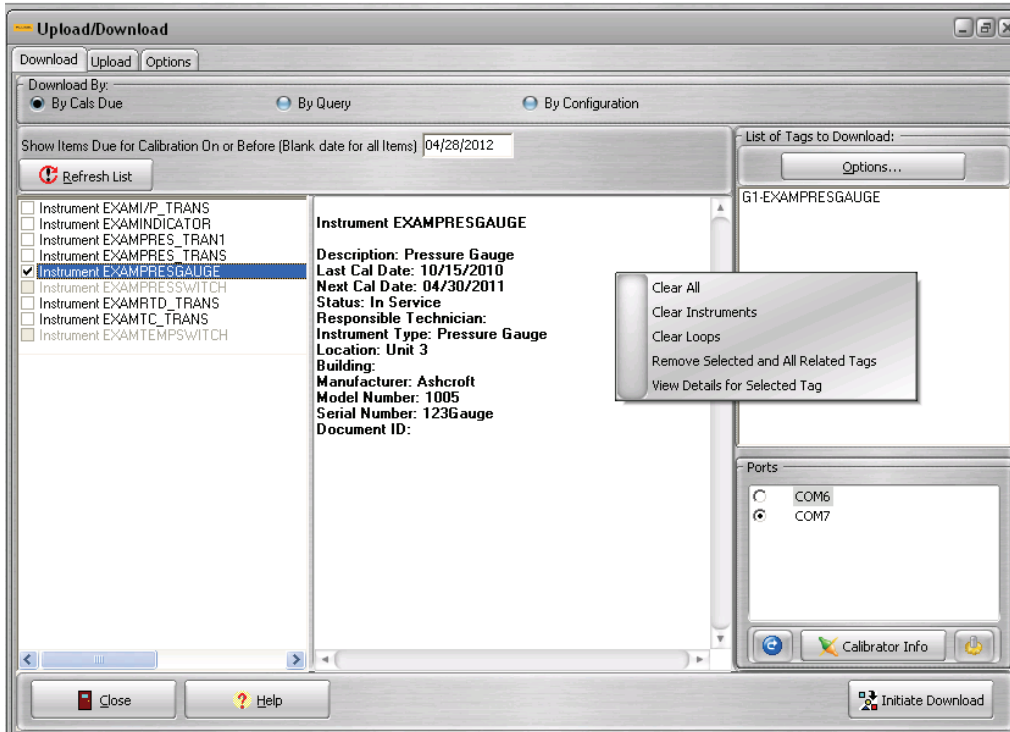 Upload/Download
Download Upload Options
Download By:
By Cals Due By Query By Configuration
Show Items Due for Calibration On or Before (Blank date for all Items) 04/28/2012
Refresh List
Instrument EXAMI/P_TRANS
Instrument EXAMINDICATOR
Instrument EXAMPRES_TRAN1
Instrument EXAMPRES_TRANS
Instrument EXAMPRESGAUGE
Instrument EXAMPRESSWITCH
Instrument EXAMRTD_TRANS
Instrument EXAMTC_TRANS
Instrument EXAMTEMPSWITCH
Instrument EXAMPRESGAUGE
Description: Pressure Gauge
Last Cal Date: 10/15/2010
Next Cal Date: 04/30/2011
Status: In Service
Responsible Technician:
Instrument Type: Pressure Gauge
Location: Unit 3
Building:
Manufacturer: Ashcroft
Model Number: 1005
Serial Number: 123Gauge
Document ID:
List of Tags to Download:
Options...
G1-EXAMPRESGAUGE
Clear All
Clear Instruments
Clear Loops
Remove Selected and All Related Tags
View Details for Selected Tag
Ports
COM6
COM7
Calibrator Info
Close Help Initiate Download